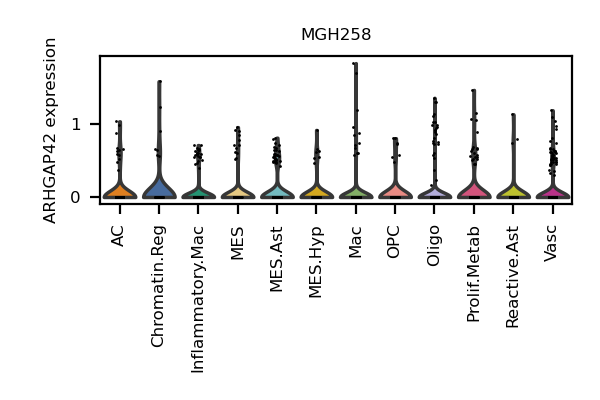 MGH258
ARHGAP42 expression
1
0
AC
Chromatin.Reg
Inflammatory.Mac
MES
MES.Ast
MES.Hyp
Mac
OPC
Oligo
Prolif.Metab
Reactive.Ast
Vasc